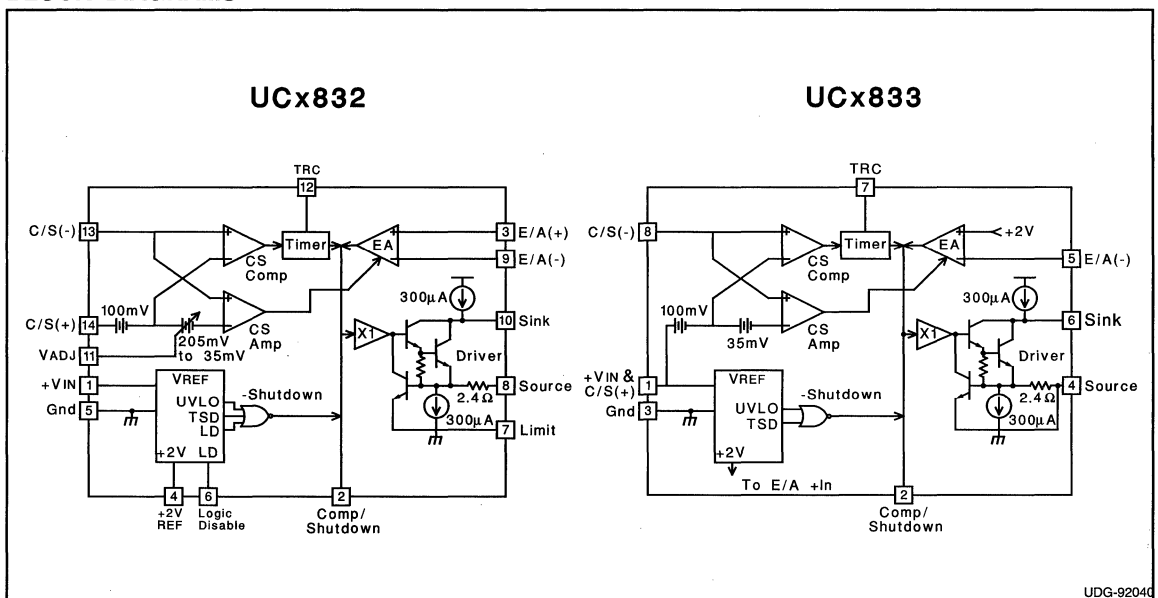 UCx832
TRC
12
C/S(-) 13
CS Comp
Timer
EA
3 E/A(+)
9 E/A(-)
100mV
C/S(+) 14
205mV to 35mV
CS Amp
VADJ 11
300µA
10 Sink
X1
Driver
+VIN 1
Gnd 5
VREF
UVLO
TSD
LD
+2V LD
-Shutdown
2.4Ω
8 Source
300µA
7 Limit
4
+2V REF
6
Logic Disable
2
Comp/ Shutdown
UCx833
TRC
7
C/S(-) 8
CS Comp
Timer
EA
+2V
5 E/A(-)
100mV
35mV
CS Amp
300µA
6 Sink
X1
Driver
+VIN & C/S(+) 1
Gnd 3
VREF
UVLO
TSD
+2V
-Shutdown
2.4Ω
4 Source
300µA
To E/A +In
2
Comp/ Shutdown